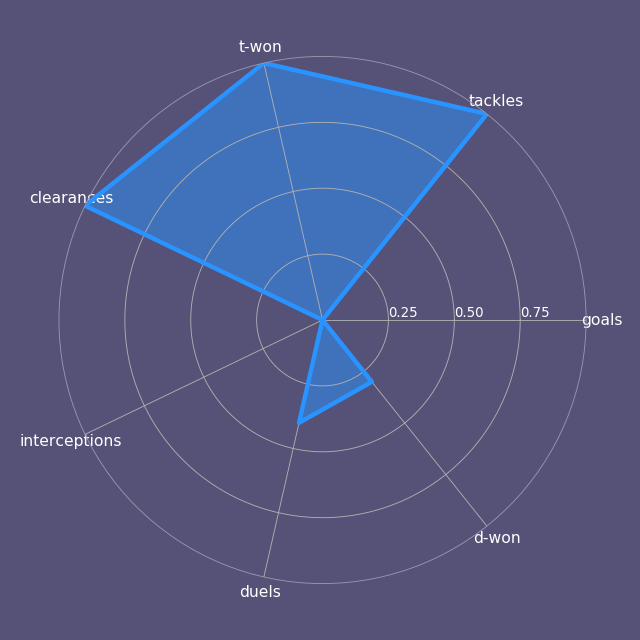 t-won
tackles
clearances
0.25 0.50 0.75
goals
interceptions
d-won
duels